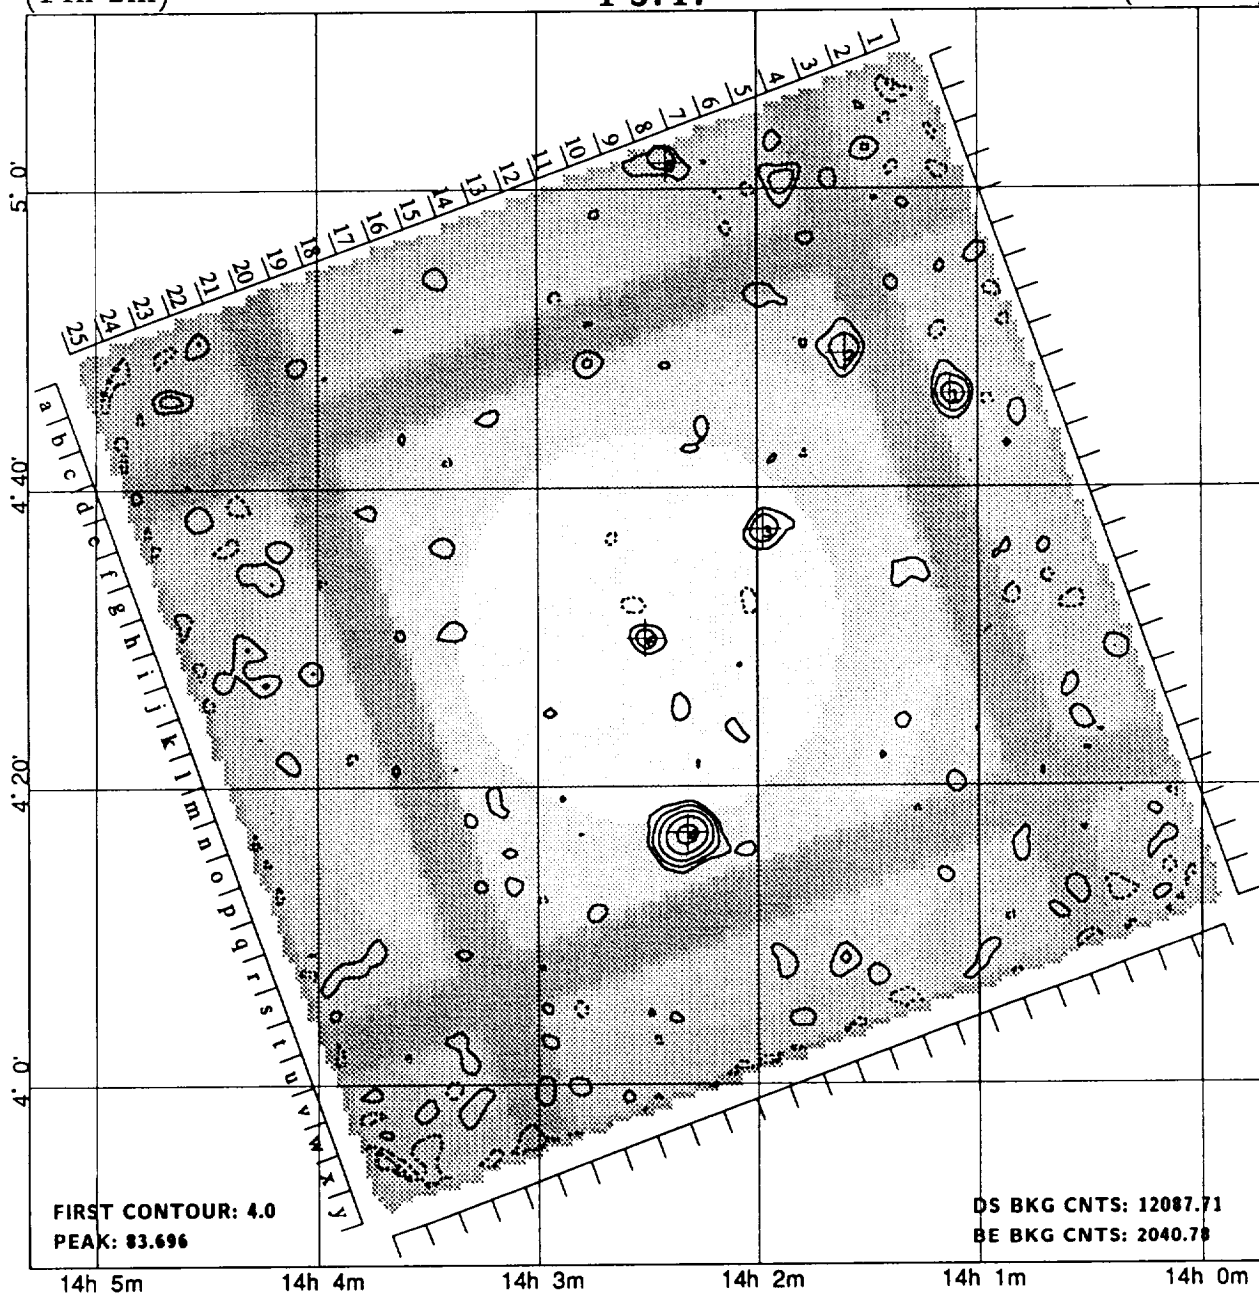 1 2 3 4 5 6 7 8 9 10 11 12 13 14 15 16 17 18 19 20 21 22 23 24 25
a b c d e f g h i j k l m n o p q r s t u v w x y
5° 0'
4° 40'
4° 20'
4° 0'
FIRST CONTOUR: 4.0
PEAK: 83.696
DS BKG CNTS: 12087.71
BE BKG CNTS: 2040.78
14h 5m 14h 4m 14h 3m 14h 2m 14h 1m 14h 0m